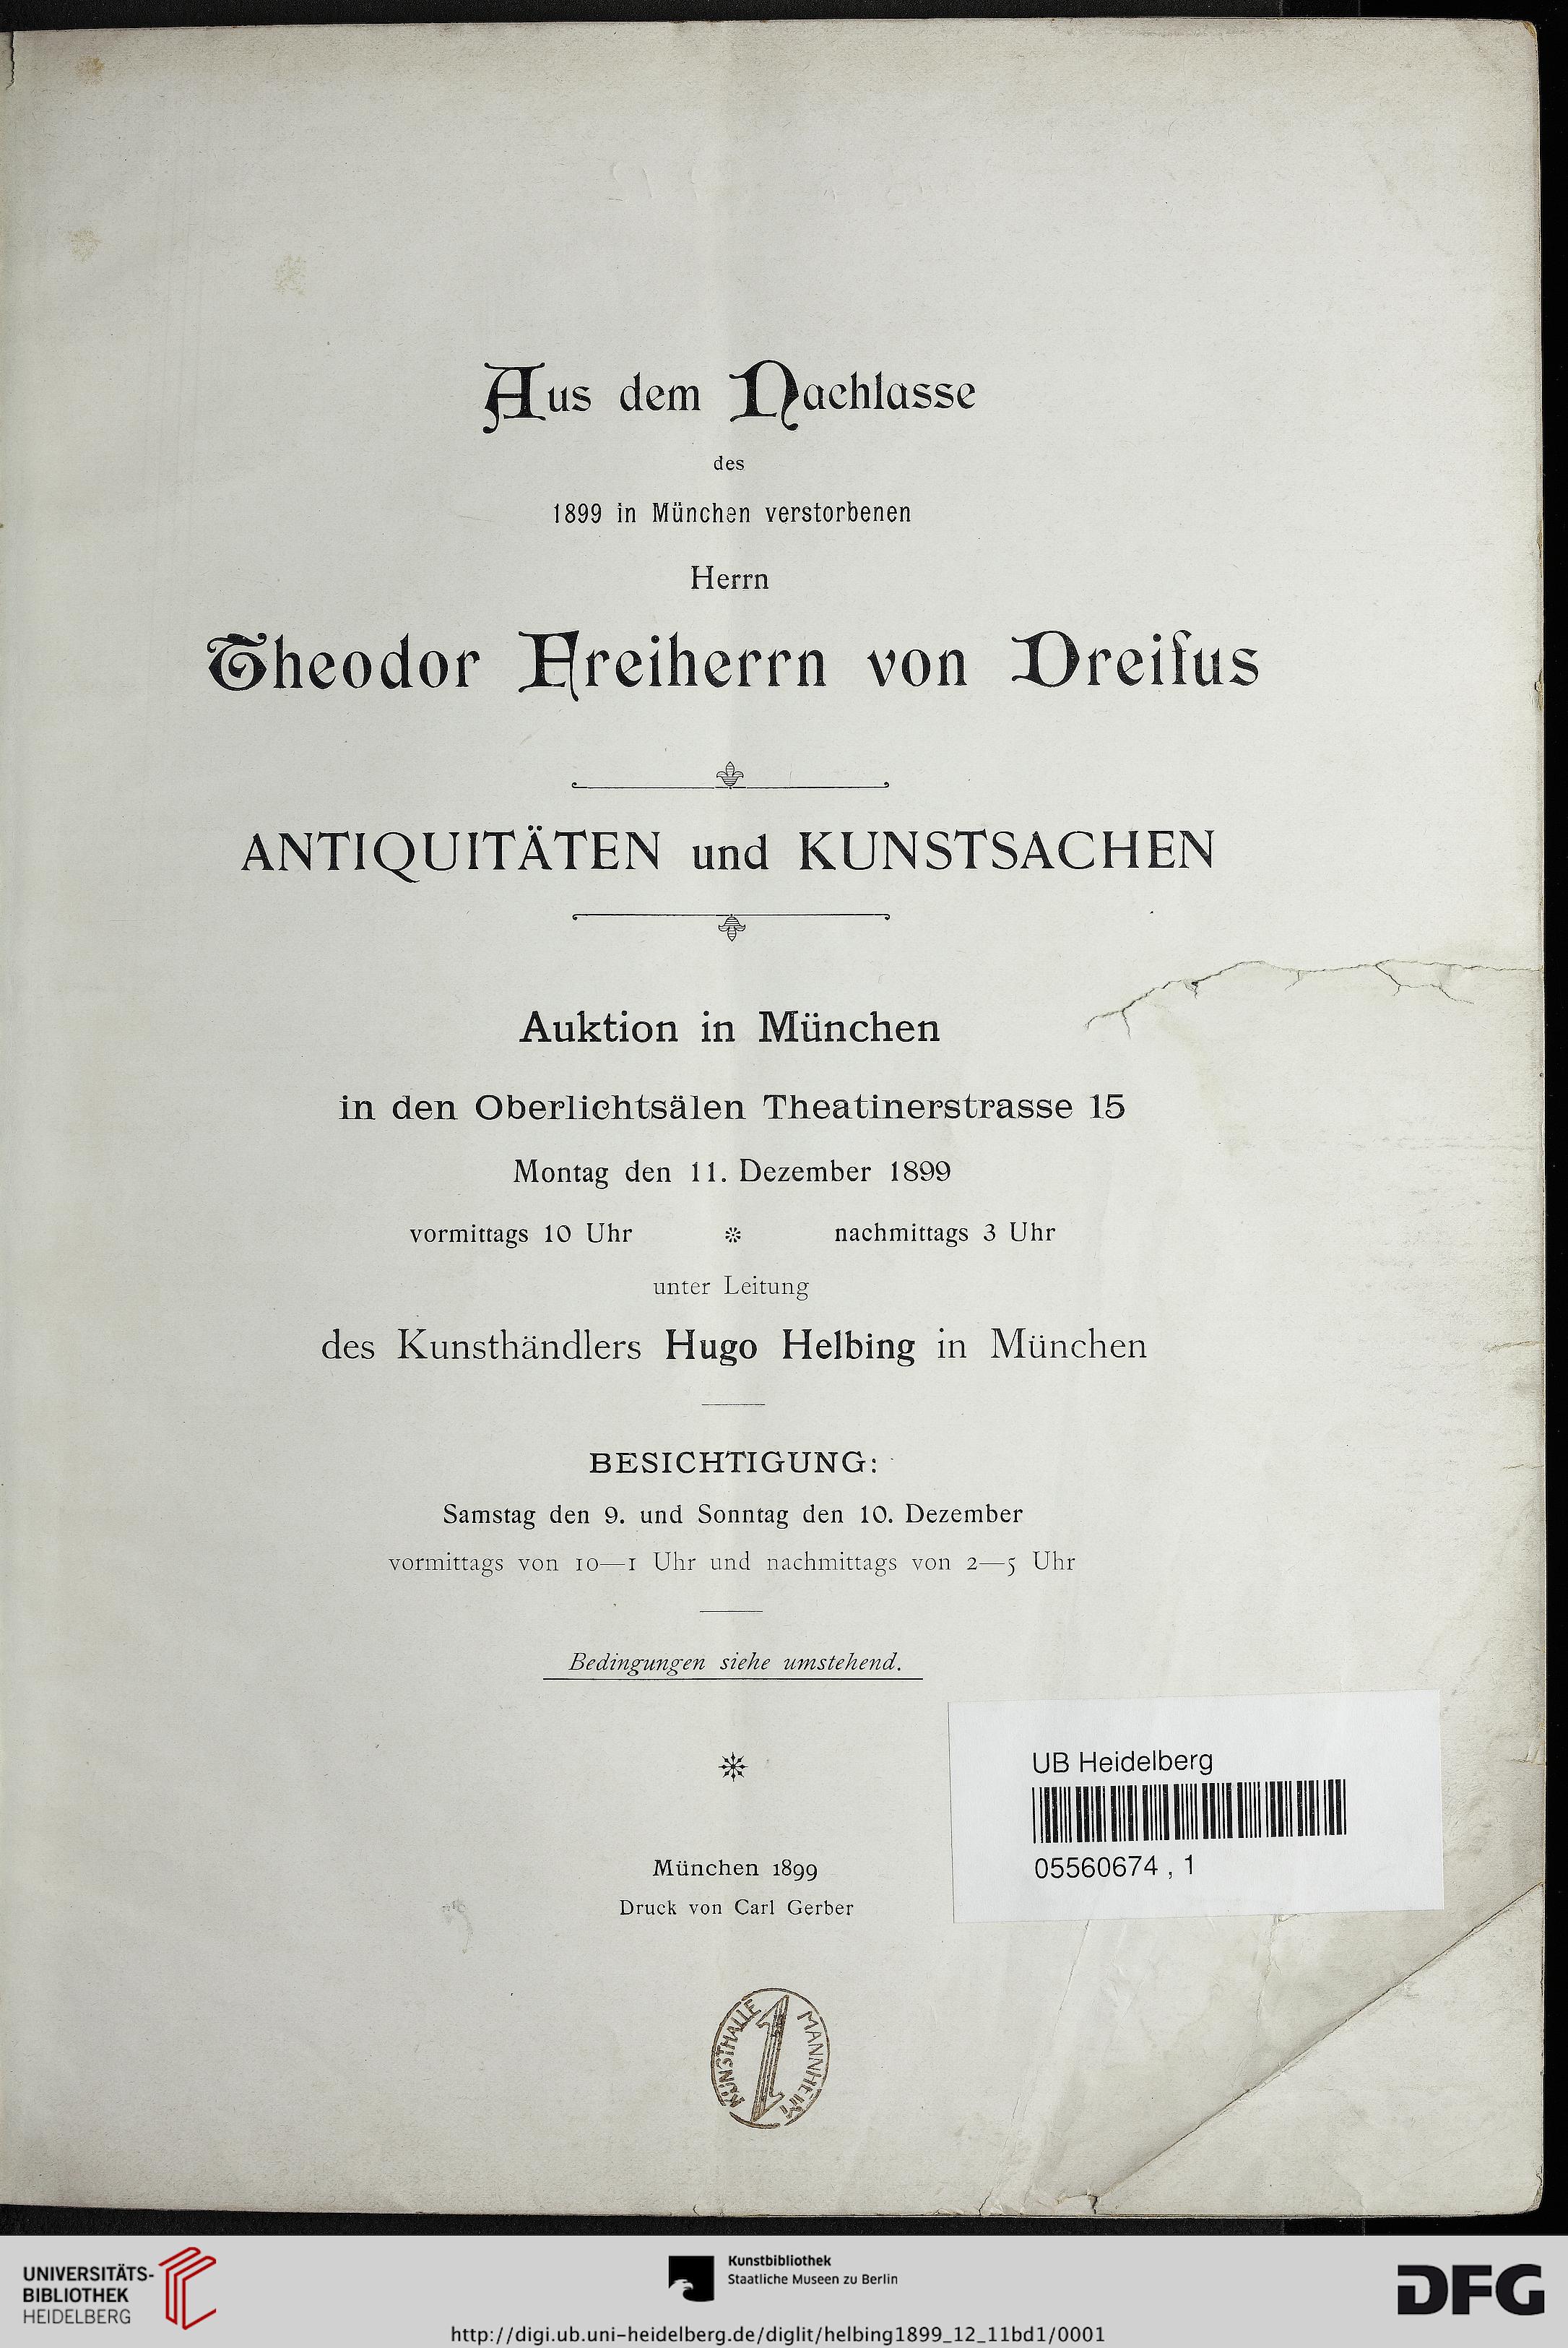 Aus dem Nachlasse
des
1899 in München verstorbenen
Herrn
Theodor Freiherrn von Dreifus
ANTIQUITÄTEN und KUNSTSACHEN
Auktion in München
in den Oberlichtsälen Theatinerstrasse 15
Montag den 11. Dezember 1899
vormittags 10 Uhr ❊ nachmittags 3 Uhr
unter Leitung
des Kunsthändlers Hugo Helbing in München
BESICHTIGUNG:
Samstag den 9. und Sonntag den 10. Dezember
vormittags von 10—1 Uhr und nachmittags von 2—5 Uhr
Bedingungen siehe umstehend.
UB Heidelberg
05560674 , 1
München 1899
Druck von Carl Gerber
KUNSTHALLE MANNHEIM
UNIVERSITÄTS-
BIBLIOTHEK
HEIDELBERG
Kunstbibliothek
Staatliche Museen zu Berlin
DFG
http://digi.ub.uni-heidelberg.de/diglit/helbing1899_12_11bd1/0001